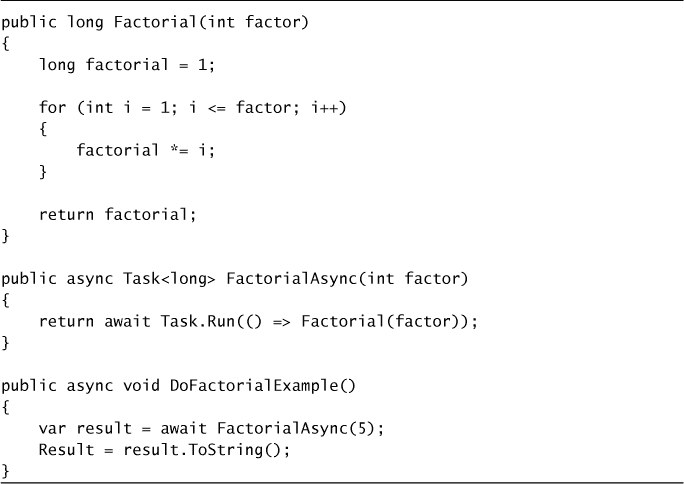 public long Factorial(int factor)
{
    long factorial = 1;

    for (int i = 1; i <= factor; i++)
    {
        factorial *= i;
    }

    return factorial;
}

public async Task<long> FactorialAsync(int factor)
{
    return await Task.Run(() => Factorial(factor));
}

public async void DoFactorialExample()
{
    var result = await FactorialAsync(5);
    Result = result.ToString();
}